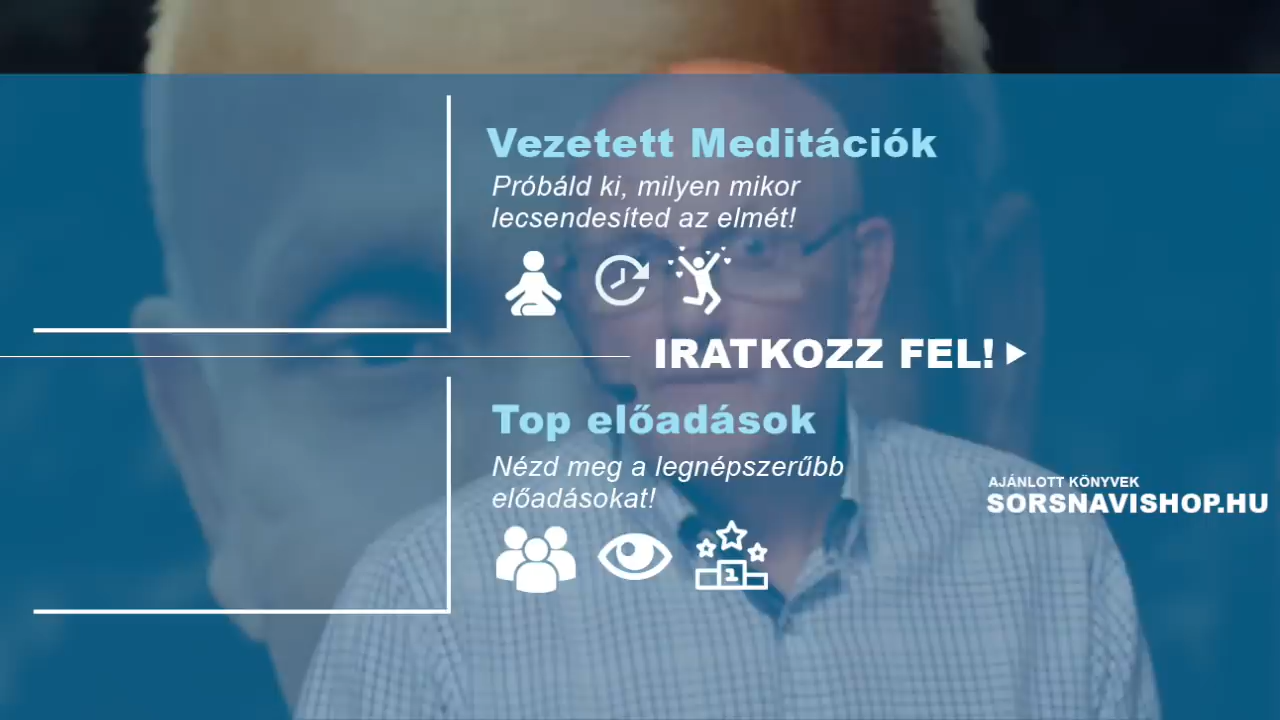 Vezetett Meditációk
Próbáld ki, milyen mikor
lecsendesíted az elmét!
IRATKOZZ FEL!
Top előadások
Nézd meg a legnépszerűbb
előadásokat!
1
AJÁNLOTT KÖNYVEK
SORSNAVISHOP.HU